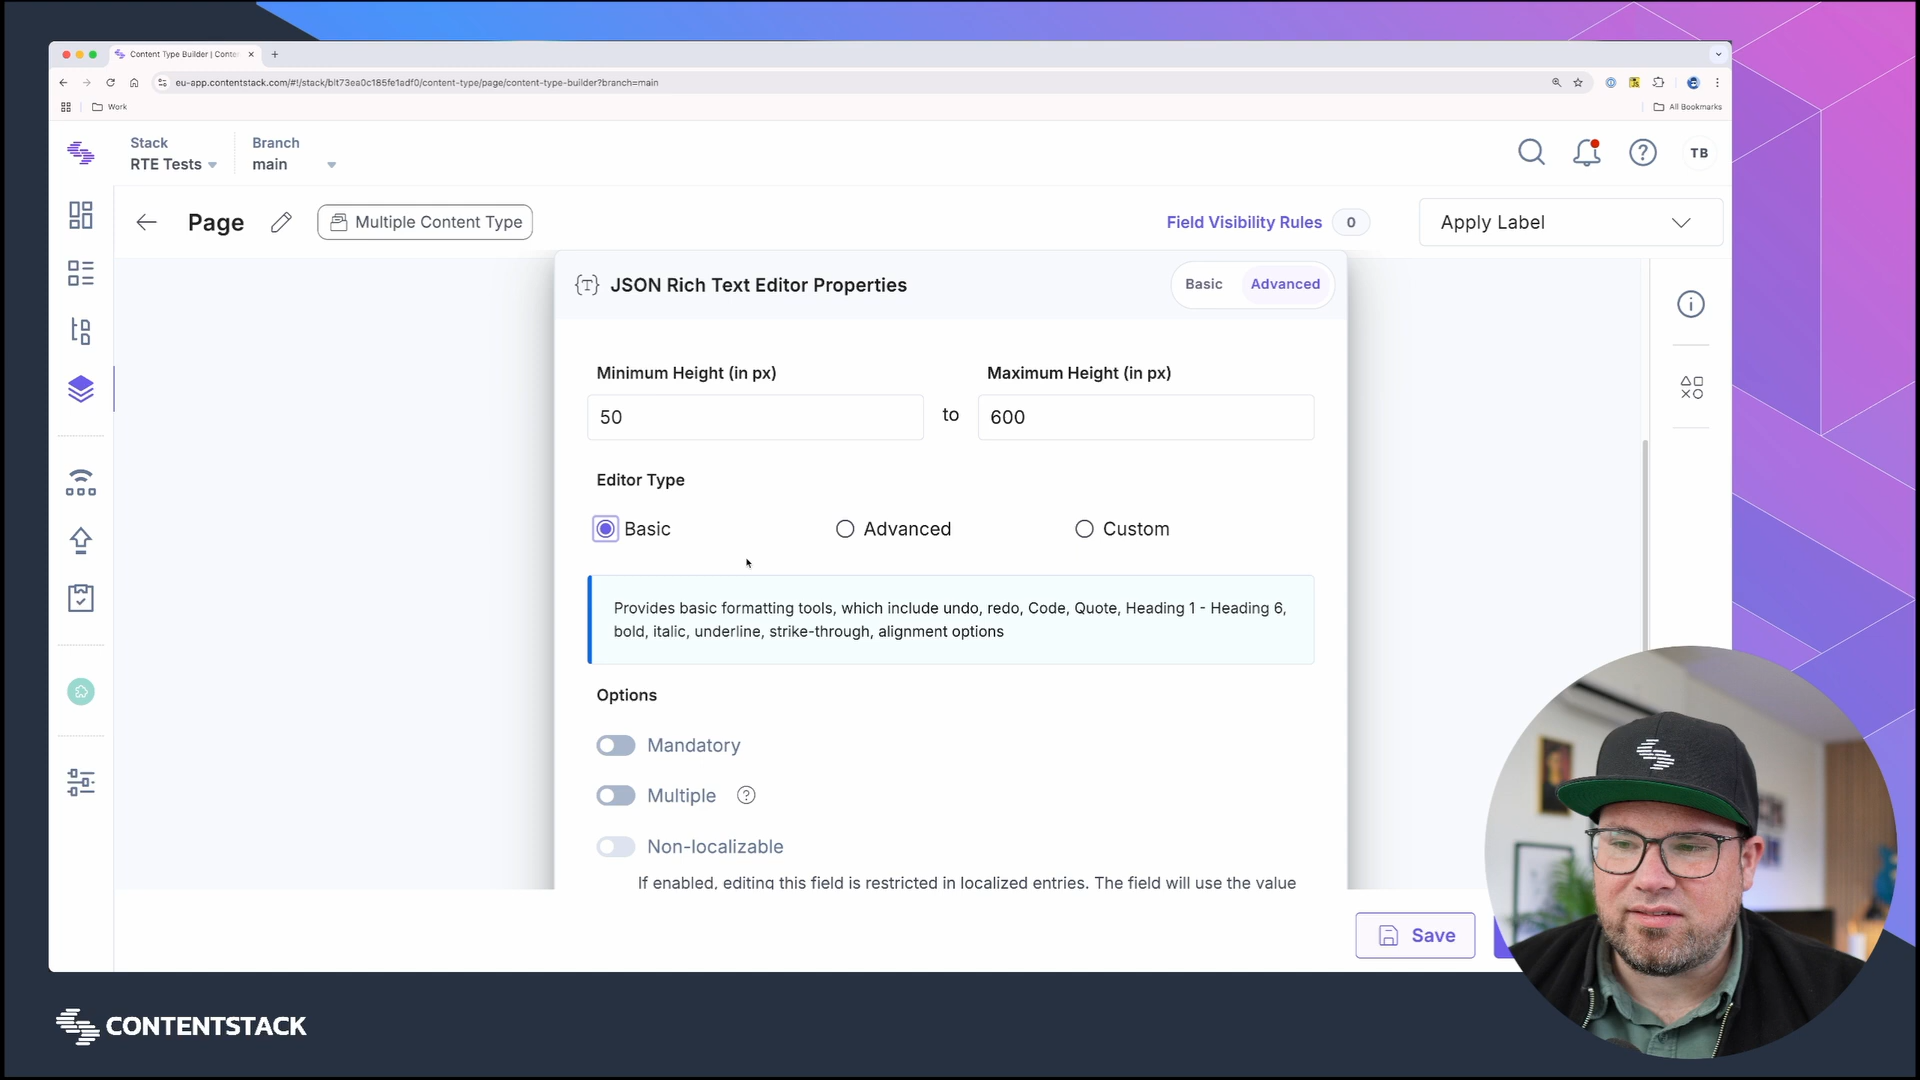 Content Type Builder | Conte
eu-app.contentstack.com/#!/stack/blt73ea0c185fe1adf0/content-type/page/content-type-builder?branch=main
Work
All Bookmarks
Stack
RTE Tests
Branch
main
TB
Page
Multiple Content Type
Field Visibility Rules
0
Apply Label
JSON Rich Text Editor Properties
Basic
Advanced
Minimum Height (in px)
Maximum Height (in px)
50
to
600
Editor Type
Basic
Advanced
Custom
Provides basic formatting tools, which include undo, redo, Code, Quote, Heading 1 - Heading 6,
bold, italic, underline, strike-through, alignment options
Options
Mandatory
Multiple
Non-localizable
If enabled, editing this field is restricted in localized entries. The field will use the value
Save
CONTENTSTACK